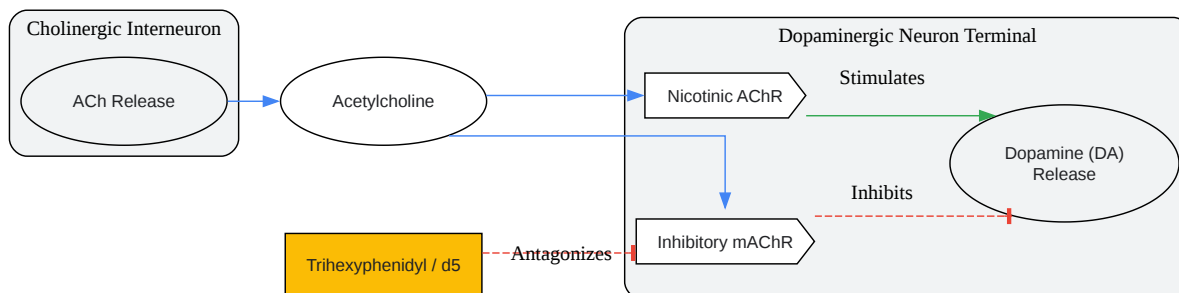 Cholinergic Interneuron
ACh Release
Acetylcholine
Dopaminergic Neuron Terminal
Nicotinic AChR
Stimulates
Dopamine (DA)
Release
Inhibits
Inhibitory mAChR
Antagonizes
Trihexyphenidyl / d5